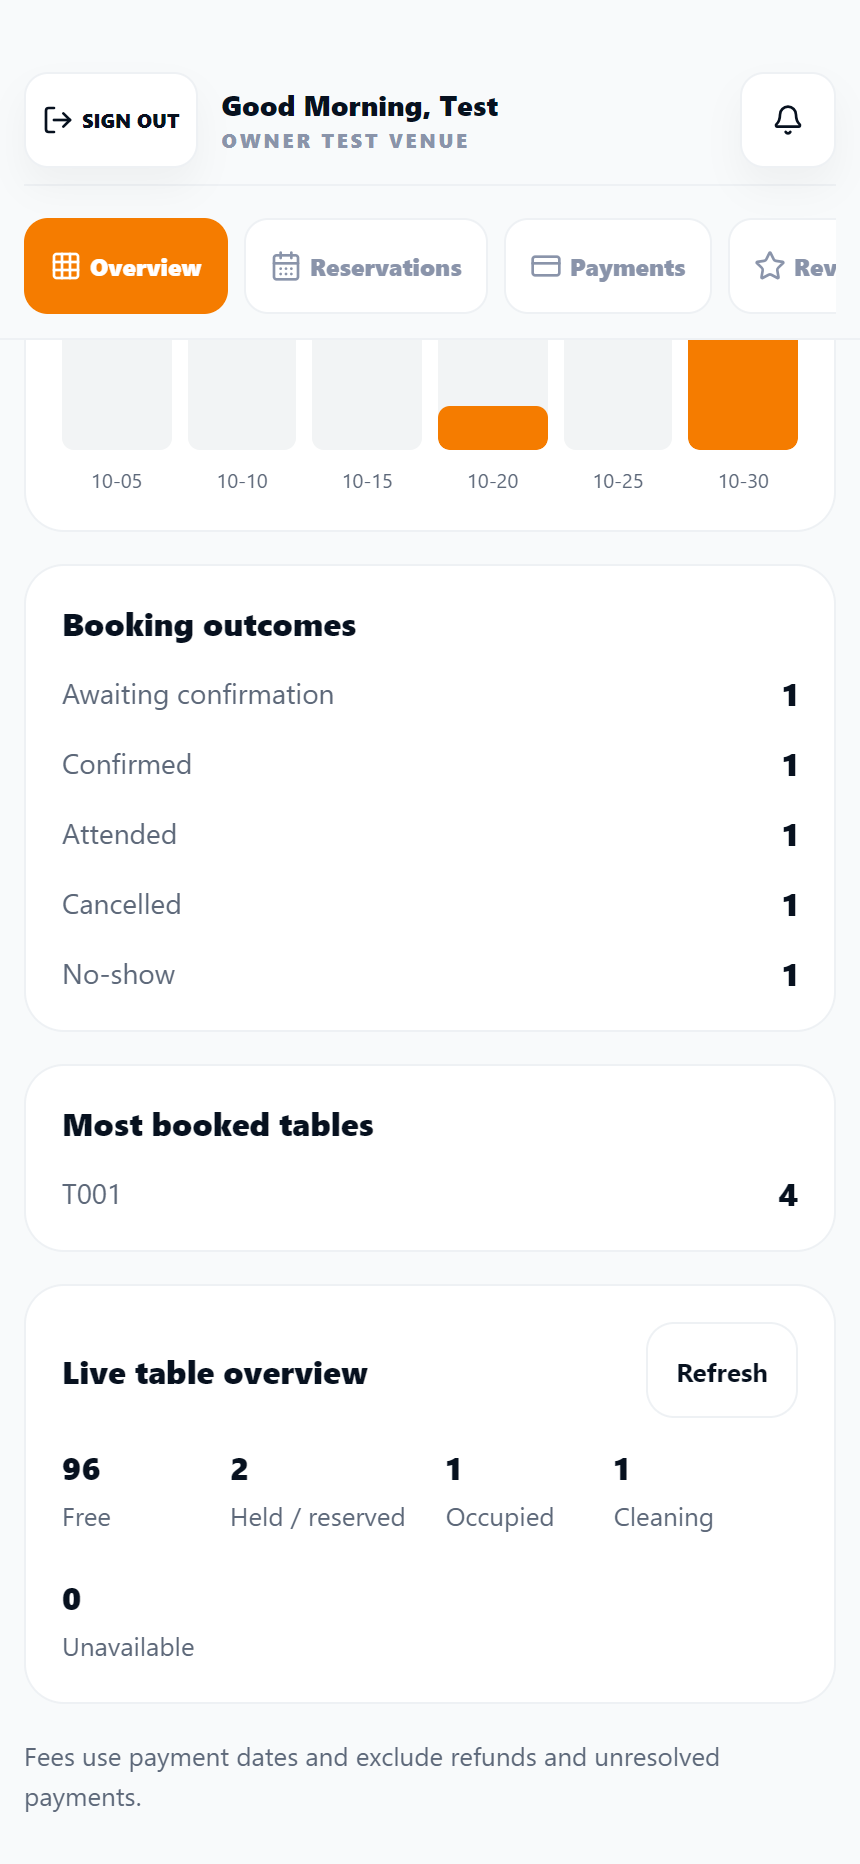 SIGN OUT
Good Morning, Test
OWNER TEST VENUE
Overview
Reservations
Payments
Rev
10-05
10-10
10-15
10-20
10-25
10-30
Booking outcomes
Awaiting confirmation 1
Confirmed 1
Attended 1
Cancelled 1
No-show 1
Most booked tables
T001 4
Live table overview
Refresh
96 2 1 1
Free Held / reserved Occupied Cleaning
0
Unavailable
Fees use payment dates and exclude refunds and unresolved
payments.